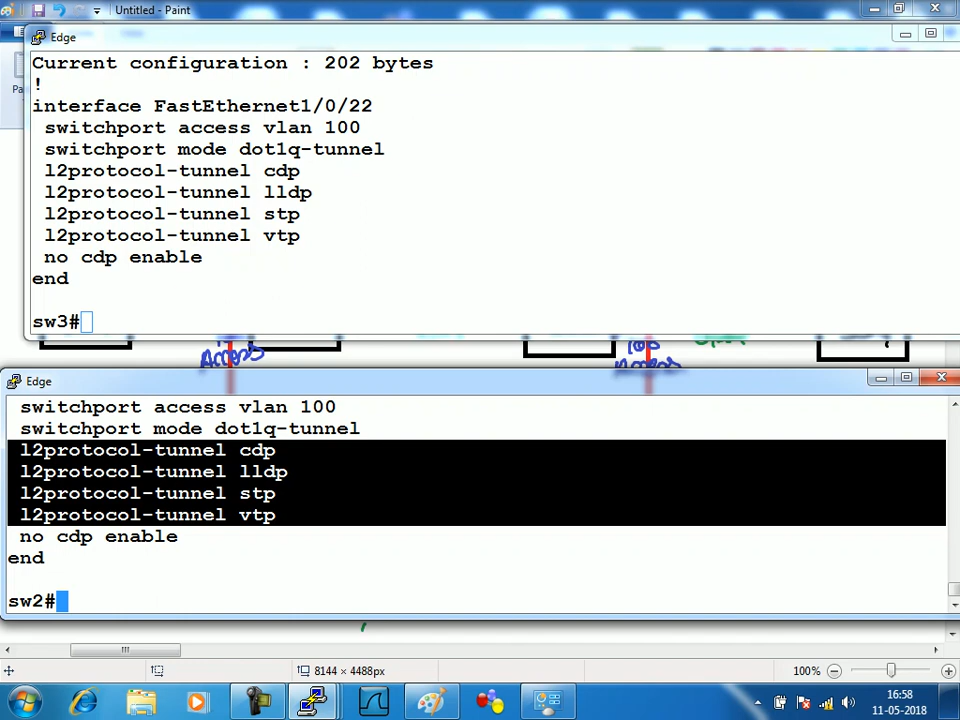 Untitled - Paint
Edge
Current configuration : 202 bytes
!
interface FastEthernet1/0/22
switchport access vlan 100
switchport mode dot1q-tunnel
l2protocol-tunnel cdp
l2protocol-tunnel lldp
l2protocol-tunnel stp
l2protocol-tunnel vtp
no cdp enable
end
sw3#
Access
Edge
switchport access vlan 100
switchport mode dot1q-tunnel
l2protocol-tunnel cdp
l2protocol-tunnel lldp
l2protocol-tunnel stp
l2protocol-tunnel vtp
no cdp enable
end
sw2#
8144 × 4488px
100%
16:58
11-05-2018